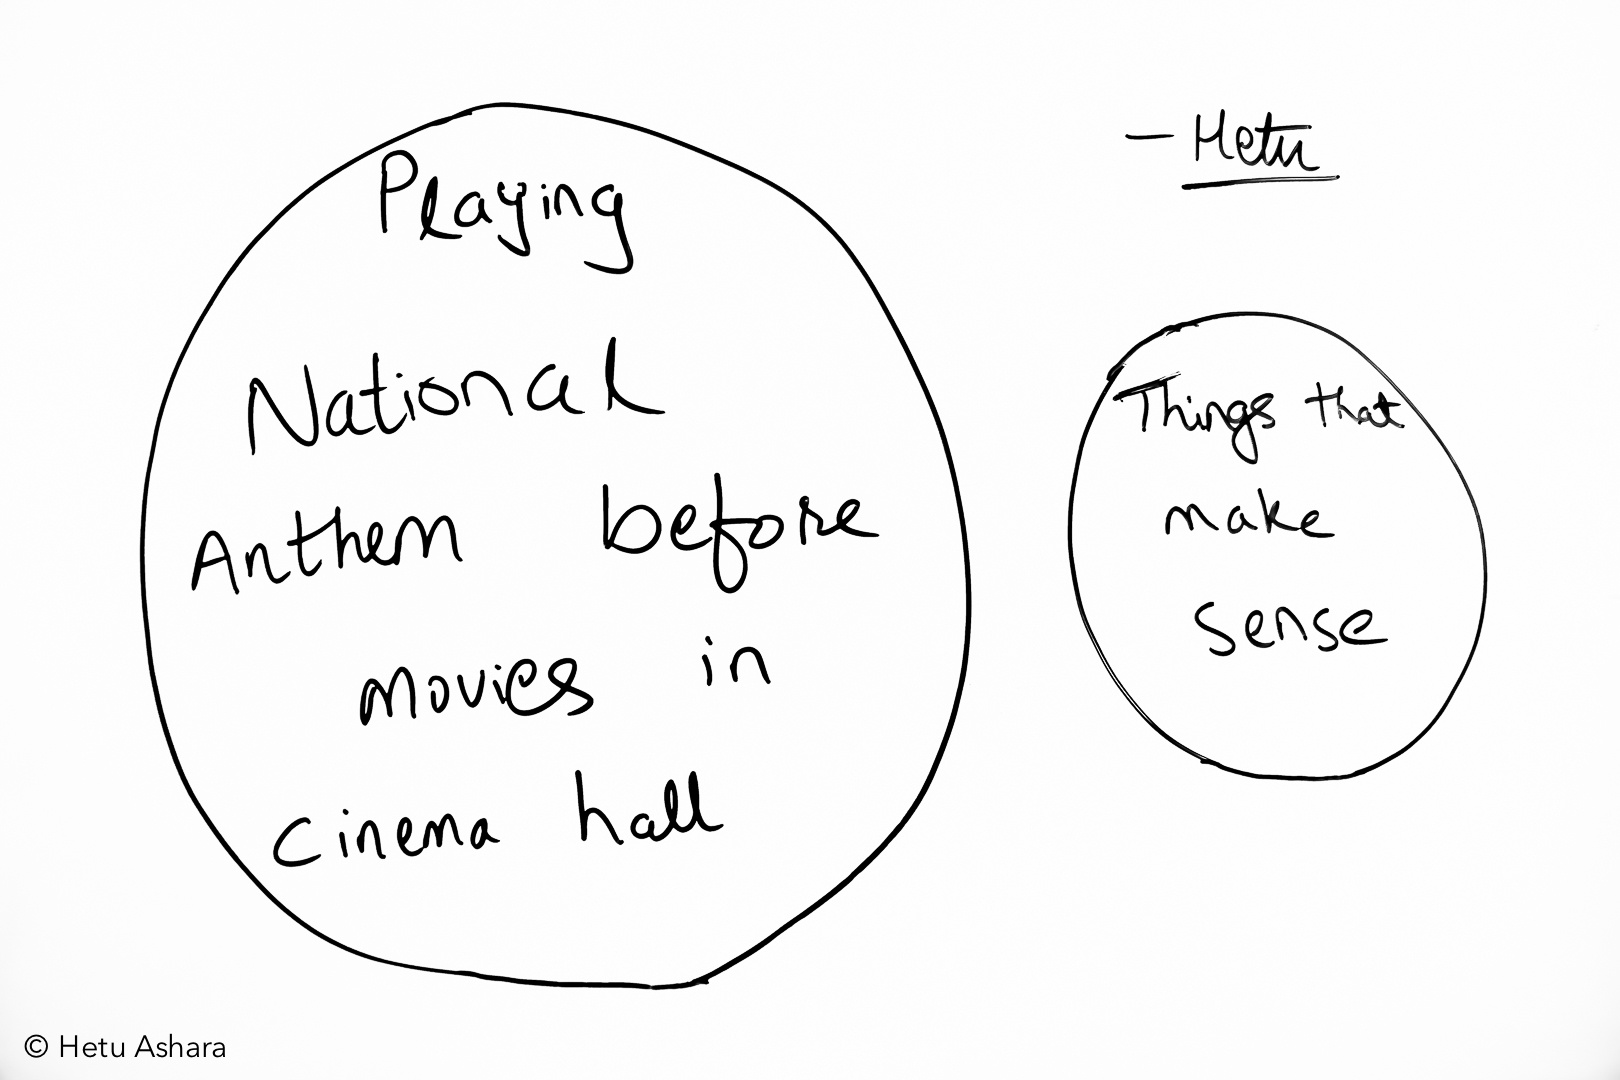 Playing
National
Anthem before
movies in
cinema hall
- Hetu
Things that
make
sense
© Hetu Ashara